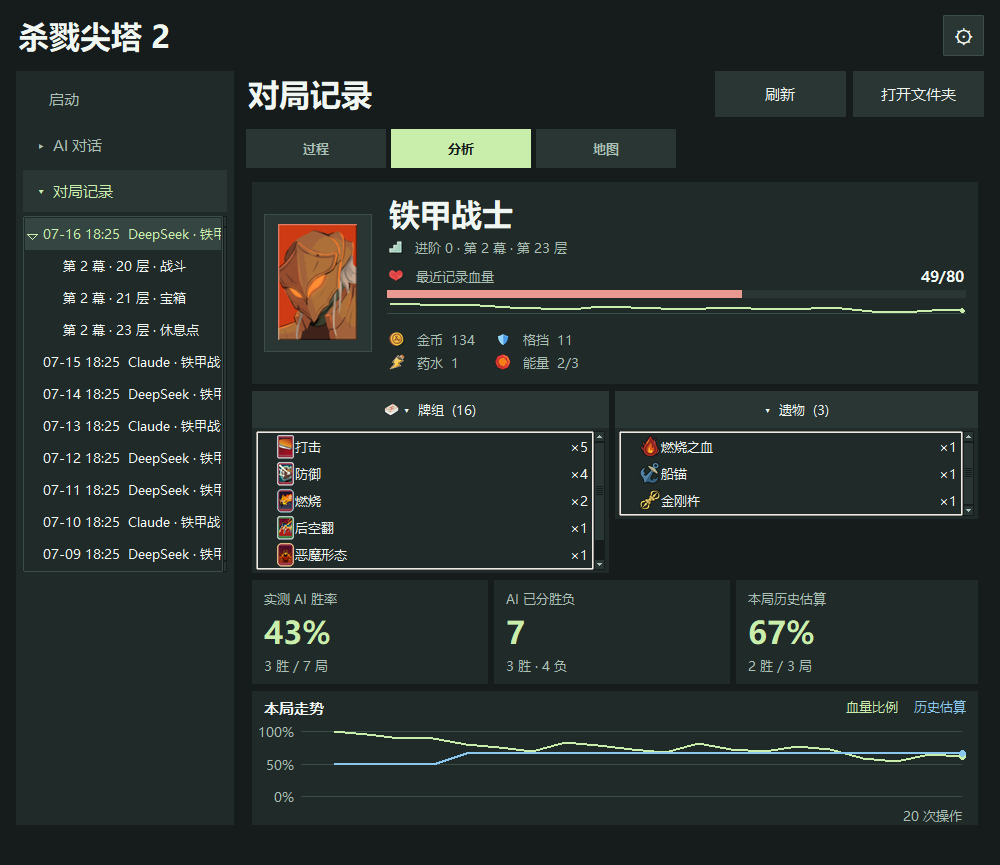 杀戮尖塔 2
启动
AI 对话
对局记录
07-16 18:25 DeepSeek · 铁甲
第 2 幕 · 20 层 · 战斗
第 2 幕 · 21 层 · 宝箱
第 2 幕 · 23 层 · 休息点
07-15 18:25 Claude · 铁甲战
07-14 18:25 DeepSeek · 铁甲
07-13 18:25 Claude · 铁甲战
07-12 18:25 DeepSeek · 铁甲
07-11 18:25 DeepSeek · 铁甲
07-10 18:25 Claude · 铁甲战
07-09 18:25 DeepSeek · 铁甲
对局记录
刷新
打开文件夹
过程
分析
地图
铁甲战士
进阶 0 · 第 2 幕 · 第 23 层
最近记录血量
49/80
金币 134
格挡 11
药水 1
能量 2/3
牌组 (16)
打击 ×5
防御 ×4
燃烧 ×2
后空翻 ×1
恶魔形态 ×1
遗物 (3)
燃烧之血 ×1
船锚 ×1
金刚杵 ×1
实测 AI 胜率
43%
3 胜 / 7 局
AI 已分胜负
7
3 胜 · 4 负
本局历史估算
67%
2 胜 / 3 局
本局走势
血量比例 历史估算
100%
50%
0%
20 次操作